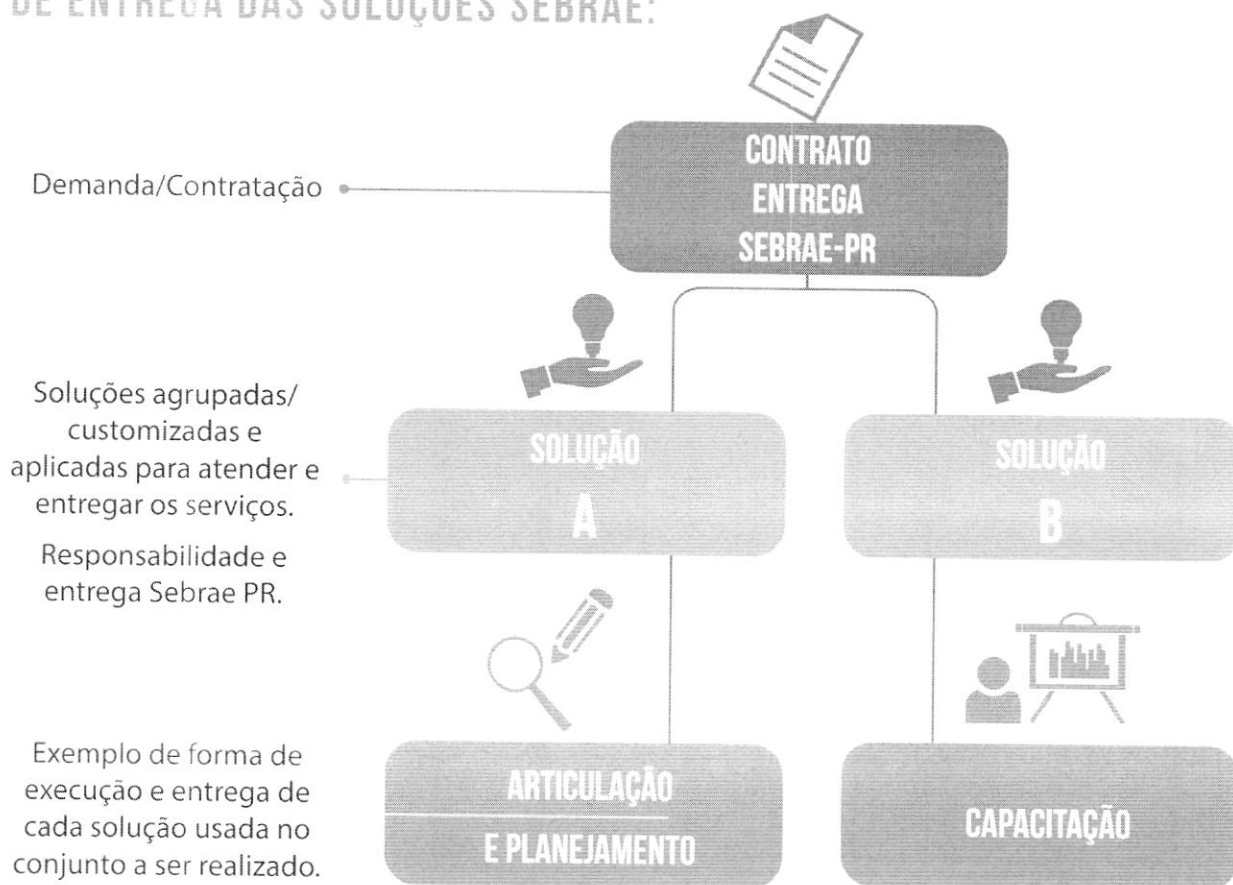 DE ENTREGA DAS SOLUÇÕES SEBRAE:
CONTRATO
ENTREGA
SEBRAE-PR
Demanda/Contratação
Soluções agrupadas/
customizadas e
aplicadas para atender e
entregar os serviços.
Responsabilidade e
entrega Sebrae PR.
SOLUÇÃO
A
SOLUÇÃO
B
Exemplo de forma de
execução e entrega de
cada solução usada no
conjunto a ser realizado.
ARTICULAÇÃO
E PLANEJAMENTO
CAPACITAÇÃO